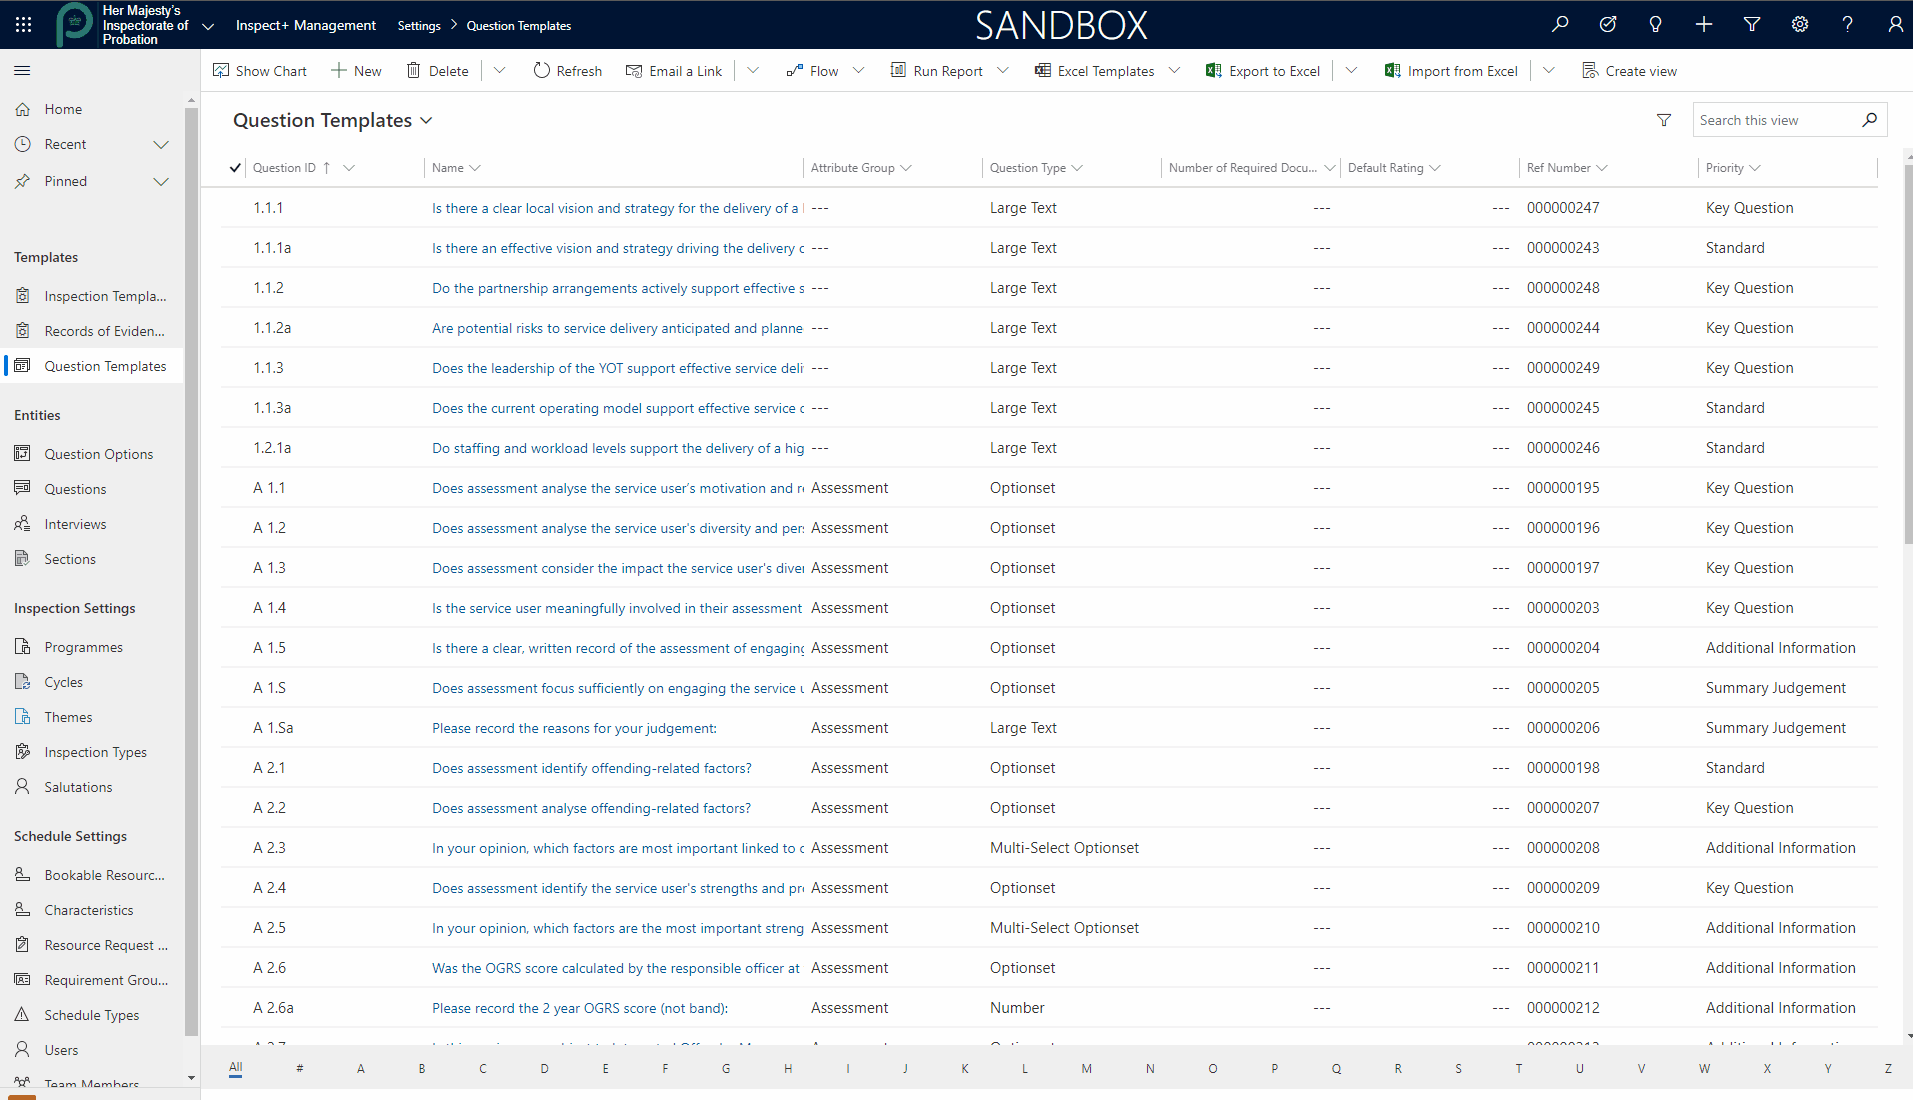 Her Majesty's
Inspectorate of
Probation
Inspect+ Management
Settings > Question Templates
SANDBOX
Show Chart
New
Delete
Refresh
Email a Link
Flow
Run Report
Excel Templates
Export to Excel
Import from Excel
Create view
Home
Recent
Pinned
Templates
Inspection Templa...
Records of Eviden...
Question Templates
Entities
Question Options
Questions
Interviews
Sections
Inspection Settings
Programmes
Cycles
Themes
Inspection Types
Salutations
Schedule Settings
Bookable Resourc...
Characteristics
Resource Request ...
Requirement Grou...
Schedule Types
Users
Team Members
Question Templates
Search this view
Question ID Name Attribute Group Question Type Number of Required Docu... Default Rating Ref Number Priority
1.1.1 Is there a clear local vision and strategy for the delivery of a --- Large Text --- --- 000000247 Key Question
1.1.1a Is there an effective vision and strategy driving the delivery --- Large Text --- --- 000000243 Standard
1.1.2 Do the partnership arrangements actively support effective --- Large Text --- --- 000000248 Key Question
1.1.2a Are potential risks to service delivery anticipated and planne --- Large Text --- --- 000000244 Key Question
1.1.3 Does the leadership of the YOT support effective service deli --- Large Text --- --- 000000249 Key Question
1.1.3a Does the current operating model support effective service --- Large Text --- --- 000000245 Standard
1.2.1a Do staffing and workload levels support the delivery of a hig --- Large Text --- --- 000000246 Standard
A 1.1 Does assessment analyse the service user's motivation and Assessment Optionset --- --- 000000195 Key Question
A 1.2 Does assessment analyse the service user's diversity and per Assessment Optionset --- --- 000000196 Key Question
A 1.3 Does assessment consider the impact the service user's diver Assessment Optionset --- --- 000000197 Key Question
A 1.4 Is the service user meaningfully involved in their assessment Assessment Optionset --- --- 000000203 Key Question
A 1.5 Is there a clear, written record of the assessment of engaging Assessment Optionset --- --- 000000204 Additional Information
A 1.S Does assessment focus sufficiently on engaging the service Assessment Optionset --- --- 000000205 Summary Judgement
A 1.Sa Please record the reasons for your judgement: Assessment Large Text --- --- 000000206 Summary Judgement
A 2.1 Does assessment identify offending-related factors? Assessment Optionset --- --- 000000198 Standard
A 2.2 Does assessment analyse offending-related factors? Assessment Optionset --- --- 000000207 Key Question
A 2.3 In your opinion, which factors are most important linked to Assessment Multi-Select Optionset --- --- 000000208 Additional Information
A 2.4 Does assessment identify the service user's strengths and pr Assessment Optionset --- --- 000000209 Key Question
A 2.5 In your opinion, which factors are the most important streng Assessment Multi-Select Optionset --- --- 000000210 Additional Information
A 2.6 Was the OGRS score calculated by the responsible officer at Assessment Optionset --- --- 000000211 Additional Information
A 2.6a Please record the 2 year OGRS score (not band): Assessment Number --- --- 000000212 Additional Information
All # A B C D E F G H I J K L M N O P Q R S T U V W X Y Z